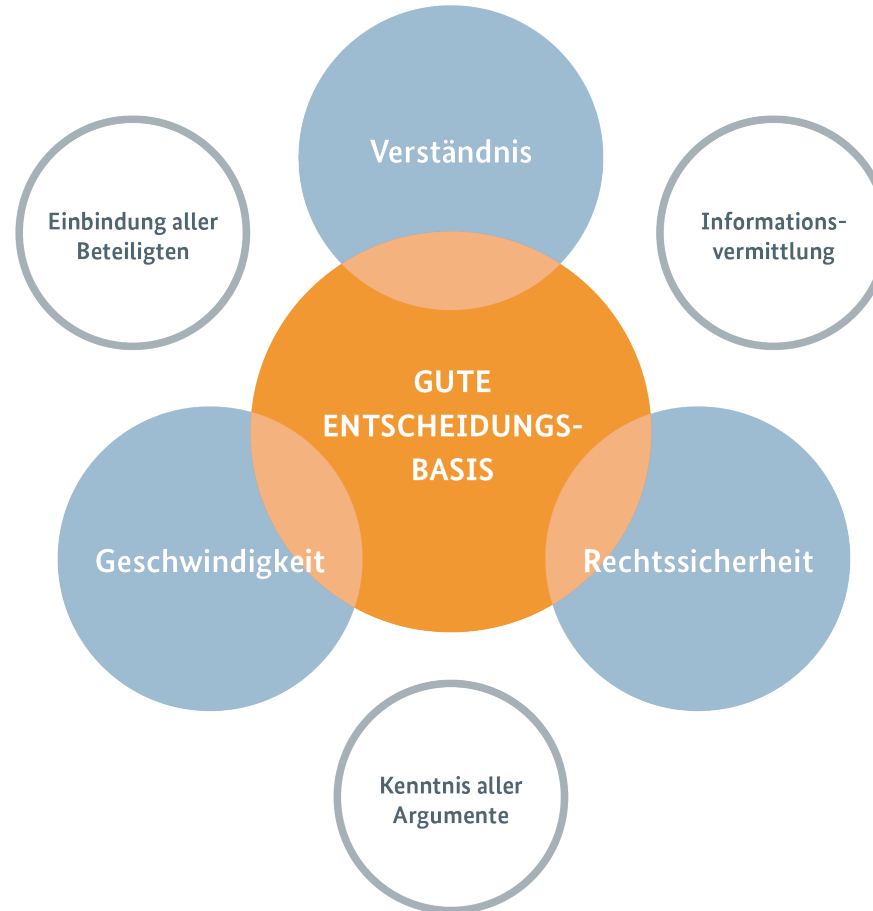 Verständnis
Einbindung aller
Beteiligten
Informations-
vermittlung
GUTE
ENTSCHEIDUNGS-
BASIS
Geschwindigkeit
Rechtssicherheit
Kenntnis aller
Argumente